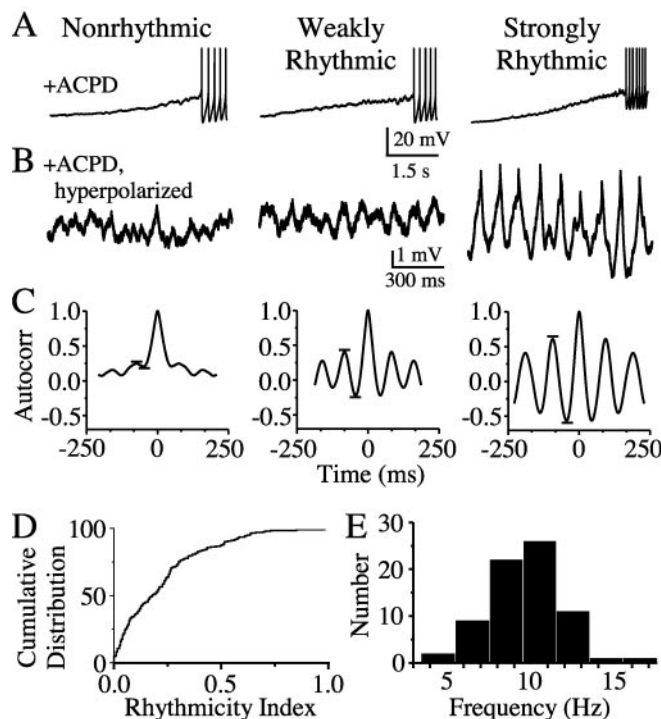 A
Nonrhythmic
Weakly
Rhythmic
Strongly
Rhythmic
+ACPD
20 mV
1.5 s
B
+ACPD,
hyperpolarized
1 mV
300 ms
C
Autocorr
1.0
0.5
0.0
-0.5
-250 0 250
1.0
0.5
0.0
-0.5
-250 0 250
1.0
0.5
0.0
-0.5
-250 0 250
Time (ms)
D
Cumulative
Distribution
100
50
0
0.0 0.5 1.0
Rhythmicity Index
E
Number
30
20
10
0
5 10 15
Frequency (Hz)